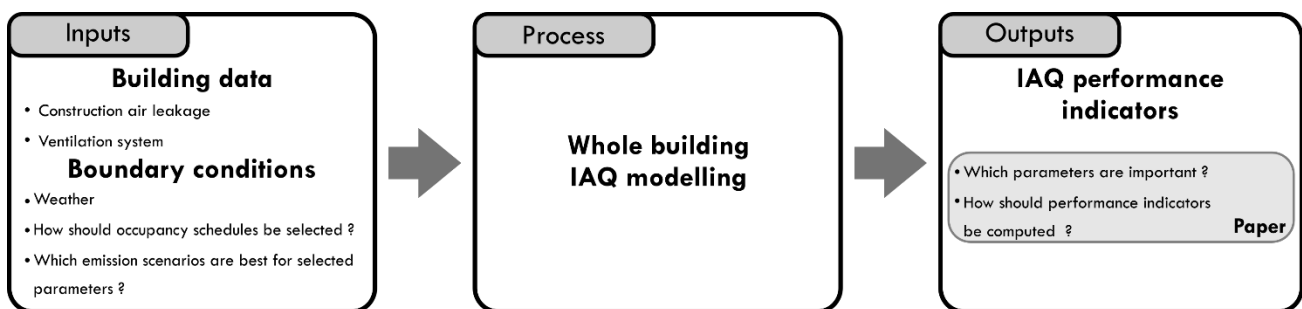 Inputs
Building data
• Construction air leakage
• Ventilation system
Boundary conditions
• Weather
• How should occupancy schedules be selected ?
• Which emission scenarios are best for selected
parameters ?
Process
Whole building
IAQ modelling
Outputs
IAQ performance
indicators
• Which parameters are important ?
• How should performance indicators
be computed ?
Paper